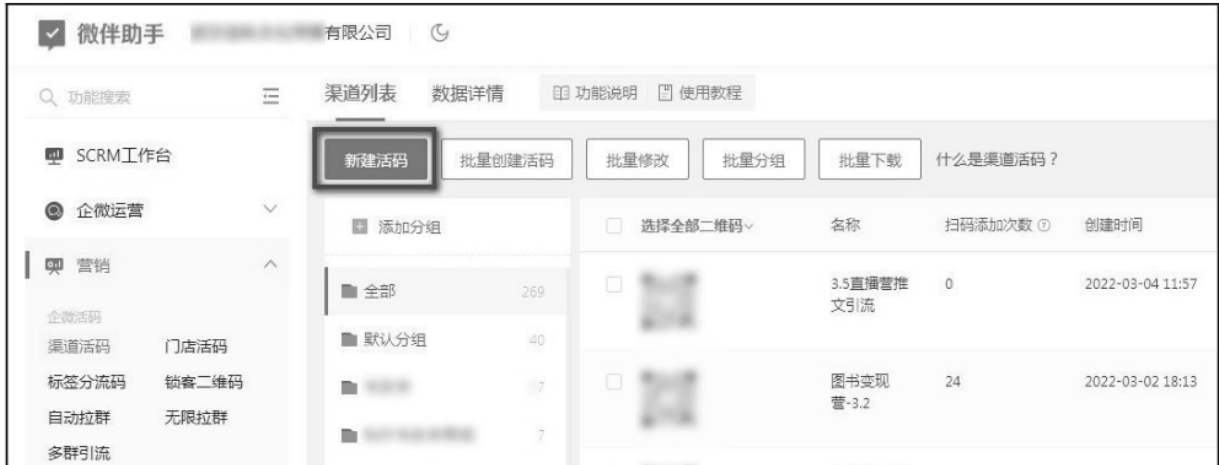 微伴助手
有限公司
功能搜索
SCRM工作台
企微运营
营销
企微活码
渠道活码 门店活码
标签分流码 锁客二维码
自动拉群 无限拉群
多群引流
渠道列表 数据详情 功能说明 使用教程
新建活码 批量创建活码 批量修改 批量分组 批量下载 什么是渠道活码？
添加分组
全部 269
默认分组 40
7
选择全部二维码 名称 扫码添加次数 创建时间
3.5直播营推
文引流
0 2022-03-04 11:57
图书变现
营-3.2
24 2022-03-02 18:13